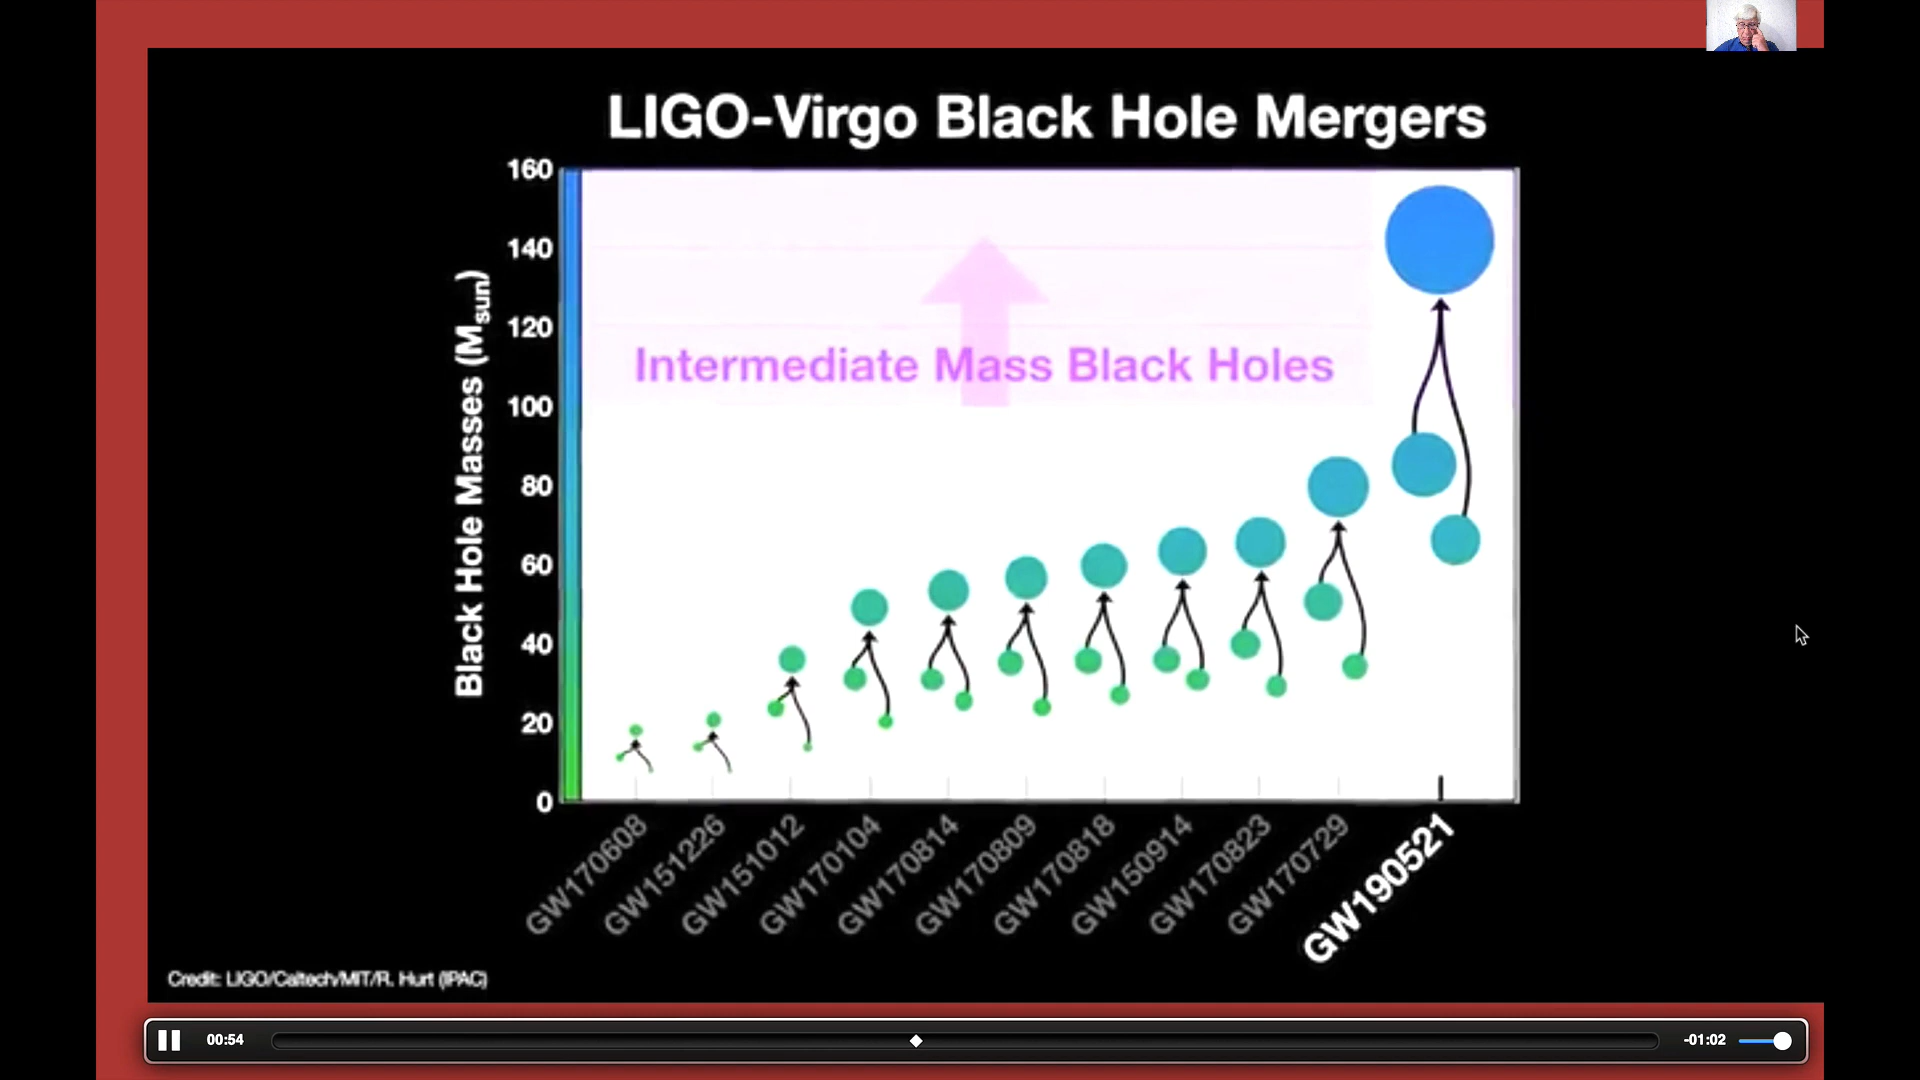 LIGO-Virgo Black Hole Mergers
160
140
120
100
80
60
40
20
0
Black Hole Masses (Msun)
Intermediate Mass Black Holes
GW170608
GW151226
GW151012
GW170104
GW170814
GW170809
GW170818
GW150914
GW170823
GW170729
GW190521
Credit: LIGO/Caltech/MIT/R. Hurt (IPAC)
00:54
-01:02